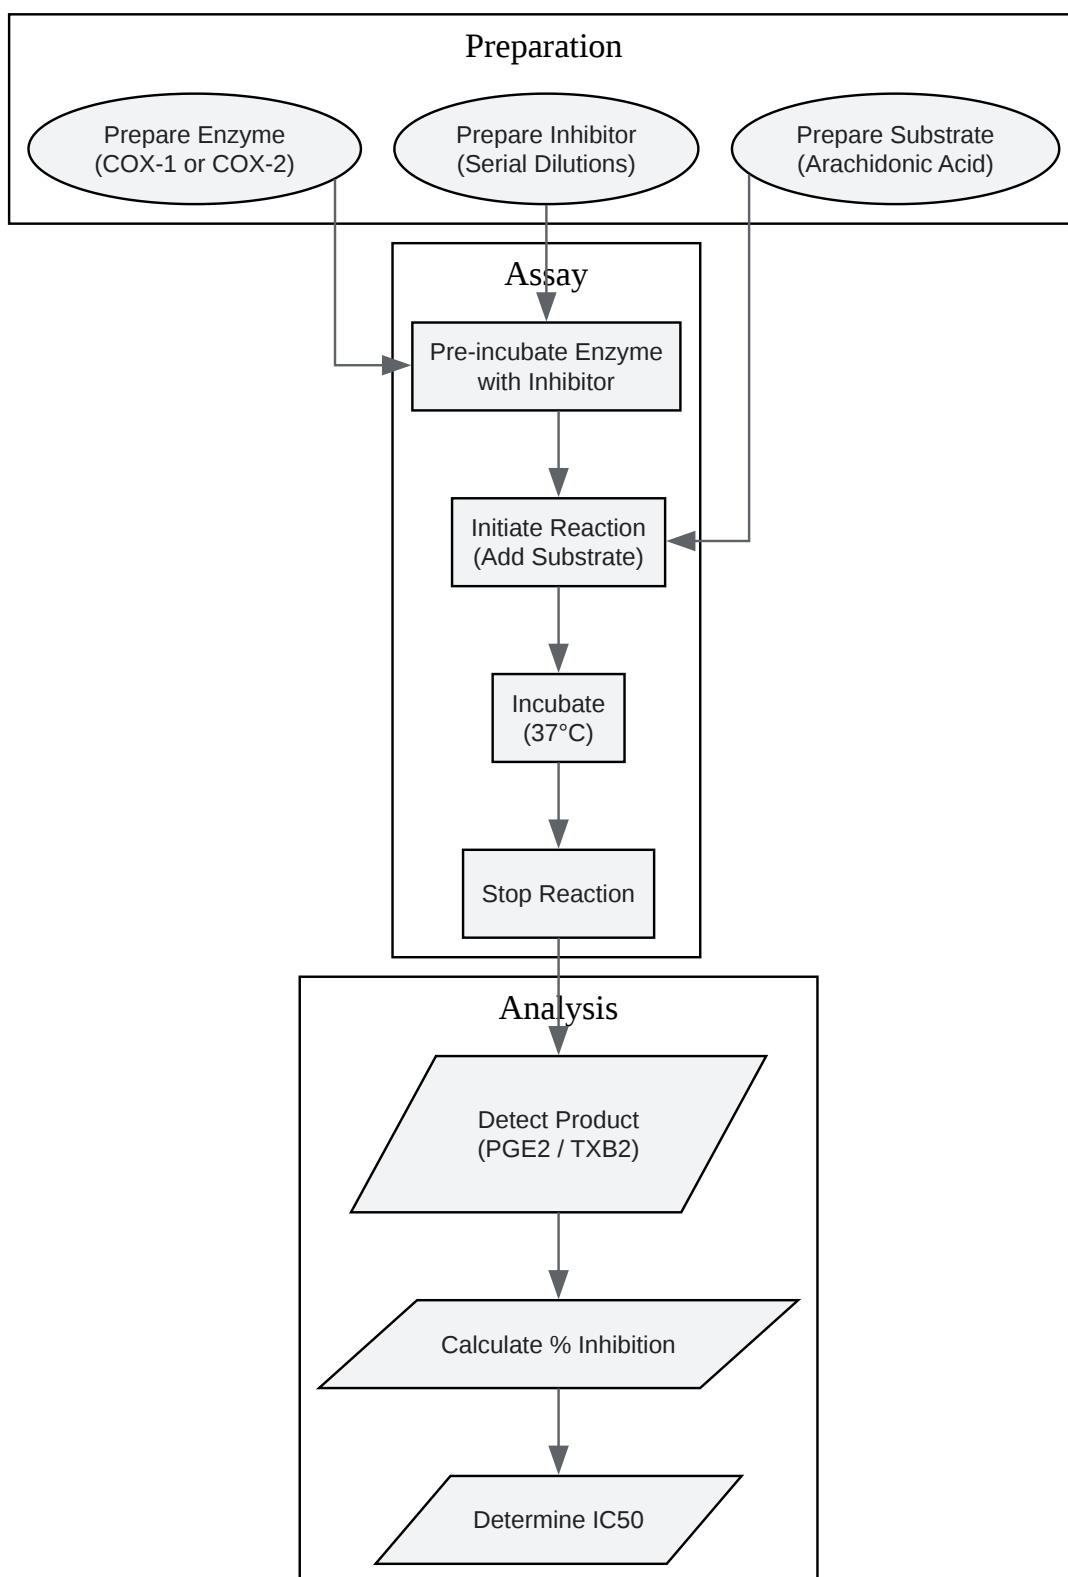 Preparation
Prepare Enzyme
(COX-1 or COX-2)
Prepare Inhibitor
(Serial Dilutions)
Prepare Substrate
(Arachidonic Acid)
Assay
Pre-incubate Enzyme
with Inhibitor
Initiate Reaction
(Add Substrate)
Incubate
(37°C)
Stop Reaction
Analysis
Detect Product
(PGE2 / TXB2)
Calculate % Inhibition
Determine IC50